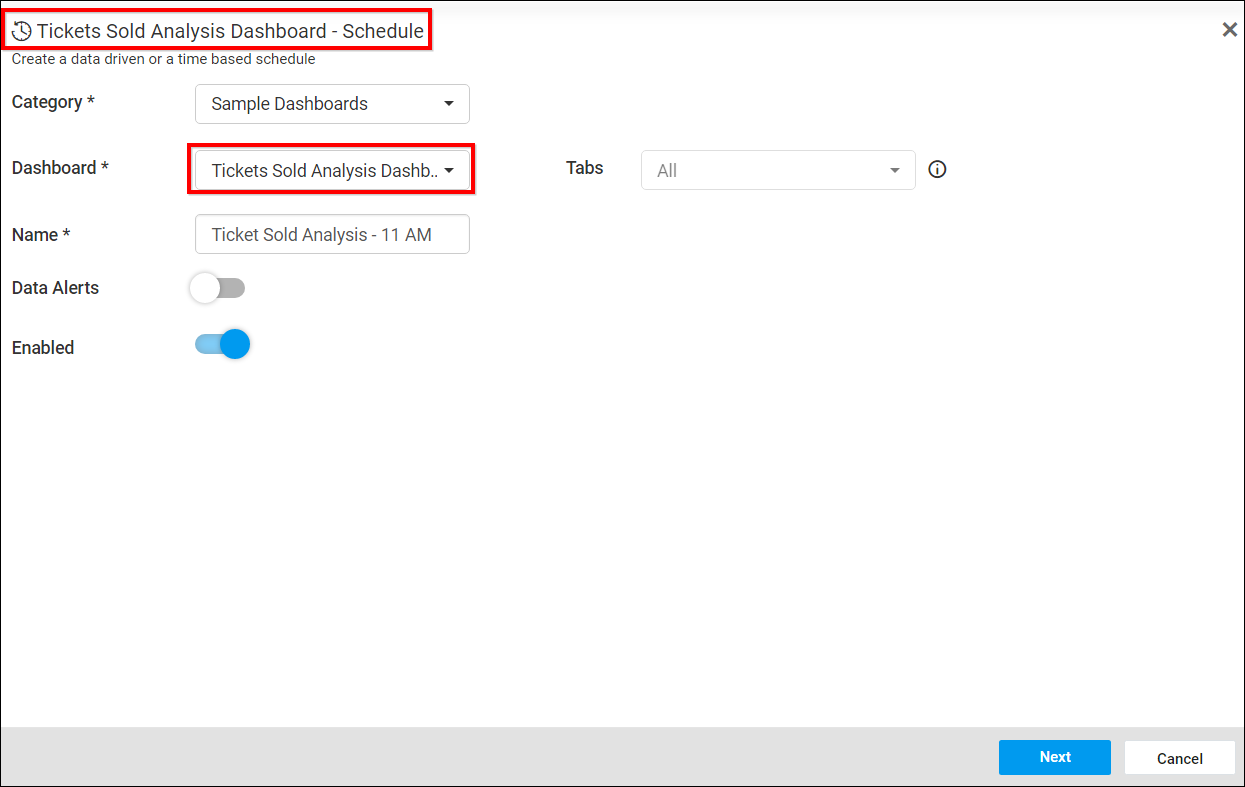 Tickets Sold Analysis Dashboard - Schedule
Create a data driven or a time based schedule
Category *
Sample Dashboards
Dashboard *
Tickets Sold Analysis Dashb..
Tabs
All
Name *
Ticket Sold Analysis - 11 AM
Data Alerts
Enabled
Next
Cancel